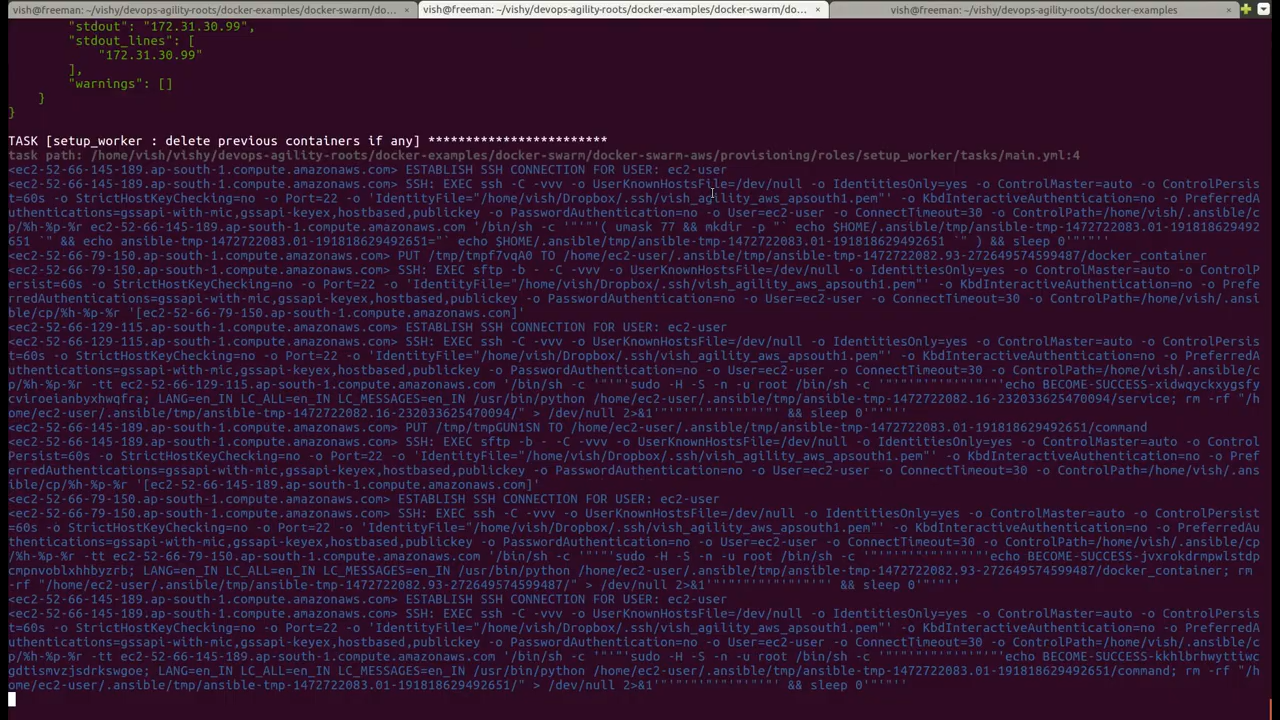 vish@freeman: ~/devops-agility-roots/docker-examples/docker-swarm/do... × vish@freeman: ~/devops-agility-roots/docker-examples/docker-swarm/do... × vish@freeman: ~/devops-agility-roots/docker-examples ×
"stdout": "172.31.30.99",
"stdout_lines": [
"172.31.30.99"
],
"warnings": []
}
}
TASK [setup_worker : delete previous containers if any] ************************
task path: /home/vish/vishy/devops-agility-roots/docker-examples/docker-swarm/docker-swarm-aws/provisioning/roles/setup_worker/tasks/main.yml:4
<ec2-52-66-145-189.ap-south-1.compute.amazonaws.com> ESTABLISH SSH CONNECTION FOR USER: ec2-user
<ec2-52-66-145-189.ap-south-1.compute.amazonaws.com> SSH: EXEC ssh -C -vvv -o UserKnownHostsFile=/dev/null -o IdentitiesOnly=yes -o ControlMaster=auto -o ControlPersis
t=60s -o StrictHostKeyChecking=no -o Port=22 -o 'IdentityFile="/home/vish/Dropbox/.ssh/vish_agility_aws_apsouth1.pem"' -o KbdInteractiveAuthentication=no -o PreferredA
uthentications=gssapi-with-mic,gssapi-keyex,hostbased,publickey -o PasswordAuthentication=no -o User=ec2-user -o ConnectTimeout=30 -o ControlPath=/home/vish/.ansible/c
p/%h-%p-%r ec2-52-66-145-189.ap-south-1.compute.amazonaws.com '/bin/sh -c '"'"'( umask 77 && mkdir -p "` echo $HOME/.ansible/tmp/ansible-tmp-1472722083.01-191818629492
651 `" && echo ansible-tmp-1472722083.01-191818629492651="` echo $HOME/.ansible/tmp/ansible-tmp-1472722083.01-191818629492651 `" ) && sleep 0'"'"''
<ec2-52-66-79-150.ap-south-1.compute.amazonaws.com> PUT /tmp/tmpf7vqA0 TO /home/ec2-user/.ansible/tmp/ansible-tmp-1472722082.93-272649574599487/docker_container
<ec2-52-66-79-150.ap-south-1.compute.amazonaws.com> SSH: EXEC sftp -b - -C -vvv -o UserKnownHostsFile=/dev/null -o IdentitiesOnly=yes -o ControlMaster=auto -o ControlP
ersist=60s -o StrictHostKeyChecking=no -o Port=22 -o 'IdentityFile="/home/vish/Dropbox/.ssh/vish_agility_aws_apsouth1.pem"' -o KbdInteractiveAuthentication=no -o Prefe
rredAuthentications=gssapi-with-mic,gssapi-keyex,hostbased,publickey -o PasswordAuthentication=no -o User=ec2-user -o ConnectTimeout=30 -o ControlPath=/home/vish/.ansi
ble/cp/%h-%p-%r '[ec2-52-66-79-150.ap-south-1.compute.amazonaws.com]'
<ec2-52-66-129-115.ap-south-1.compute.amazonaws.com> ESTABLISH SSH CONNECTION FOR USER: ec2-user
<ec2-52-66-129-115.ap-south-1.compute.amazonaws.com> SSH: EXEC ssh -C -vvv -o UserKnownHostsFile=/dev/null -o IdentitiesOnly=yes -o ControlMaster=auto -o ControlPersis
t=60s -o StrictHostKeyChecking=no -o Port=22 -o 'IdentityFile="/home/vish/Dropbox/.ssh/vish_agility_aws_apsouth1.pem"' -o KbdInteractiveAuthentication=no -o PreferredA
uthentications=gssapi-with-mic,gssapi-keyex,hostbased,publickey -o PasswordAuthentication=no -o User=ec2-user -o ConnectTimeout=30 -o ControlPath=/home/vish/.ansible/c
p/%h-%p-%r -tt ec2-52-66-129-115.ap-south-1.compute.amazonaws.com '/bin/sh -c '"'"'sudo -H -S -n -u root /bin/sh -c '"'"'"'"'"'"'"'"'echo BECOME-SUCCESS-xidwqyckxygsfy
cviroeianbyxhwqfra; LANG=en_IN LC_ALL=en_IN LC_MESSAGES=en_IN /usr/bin/python /home/ec2-user/.ansible/tmp/ansible-tmp-1472722082.16-232033625470094/service; rm -rf "/h
ome/ec2-user/.ansible/tmp/ansible-tmp-1472722082.16-232033625470094/" > /dev/null 2>&1'"'"'"'"'"'"'"'"' && sleep 0'"'"''
<ec2-52-66-145-189.ap-south-1.compute.amazonaws.com> PUT /tmp/tmpGUN1SN TO /home/ec2-user/.ansible/tmp/ansible-tmp-1472722083.01-191818629492651/command
<ec2-52-66-145-189.ap-south-1.compute.amazonaws.com> SSH: EXEC sftp -b - -C -vvv -o UserKnownHostsFile=/dev/null -o IdentitiesOnly=yes -o ControlMaster=auto -o Control
Persist=60s -o StrictHostKeyChecking=no -o Port=22 -o 'IdentityFile="/home/vish/Dropbox/.ssh/vish_agility_aws_apsouth1.pem"' -o KbdInteractiveAuthentication=no -o Pref
erredAuthentications=gssapi-with-mic,gssapi-keyex,hostbased,publickey -o PasswordAuthentication=no -o User=ec2-user -o ConnectTimeout=30 -o ControlPath=/home/vish/.ans
ible/cp/%h-%p-%r '[ec2-52-66-145-189.ap-south-1.compute.amazonaws.com]'
<ec2-52-66-79-150.ap-south-1.compute.amazonaws.com> ESTABLISH SSH CONNECTION FOR USER: ec2-user
<ec2-52-66-79-150.ap-south-1.compute.amazonaws.com> SSH: EXEC ssh -C -vvv -o UserKnownHostsFile=/dev/null -o IdentitiesOnly=yes -o ControlMaster=auto -o ControlPersist
=60s -o StrictHostKeyChecking=no -o Port=22 -o 'IdentityFile="/home/vish/Dropbox/.ssh/vish_agility_aws_apsouth1.pem"' -o KbdInteractiveAuthentication=no -o PreferredAu
thentications=gssapi-with-mic,gssapi-keyex,hostbased,publickey -o PasswordAuthentication=no -o User=ec2-user -o ConnectTimeout=30 -o ControlPath=/home/vish/.ansible/cp
/%h-%p-%r -tt ec2-52-66-79-150.ap-south-1.compute.amazonaws.com '/bin/sh -c '"'"'sudo -H -S -n -u root /bin/sh -c '"'"'"'"'"'"'"'"'echo BECOME-SUCCESS-jvxrokdrmpwlstdp
cmpnvoblxhhbyzrb; LANG=en_IN LC_ALL=en_IN LC_MESSAGES=en_IN /usr/bin/python /home/ec2-user/.ansible/tmp/ansible-tmp-1472722082.93-272649574599487/docker_container; rm
-rf "/home/ec2-user/.ansible/tmp/ansible-tmp-1472722082.93-272649574599487/" > /dev/null 2>&1'"'"'"'"'"'"'"'"' && sleep 0'"'"''
<ec2-52-66-145-189.ap-south-1.compute.amazonaws.com> ESTABLISH SSH CONNECTION FOR USER: ec2-user
<ec2-52-66-145-189.ap-south-1.compute.amazonaws.com> SSH: EXEC ssh -C -vvv -o UserKnownHostsFile=/dev/null -o IdentitiesOnly=yes -o ControlMaster=auto -o ControlPersis
t=60s -o StrictHostKeyChecking=no -o Port=22 -o 'IdentityFile="/home/vish/Dropbox/.ssh/vish_agility_aws_apsouth1.pem"' -o KbdInteractiveAuthentication=no -o PreferredA
uthentications=gssapi-with-mic,gssapi-keyex,hostbased,publickey -o PasswordAuthentication=no -o User=ec2-user -o ConnectTimeout=30 -o ControlPath=/home/vish/.ansible/c
p/%h-%p-%r -tt ec2-52-66-145-189.ap-south-1.compute.amazonaws.com '/bin/sh -c '"'"'sudo -H -S -n -u root /bin/sh -c '"'"'"'"'"'"'"'"'echo BECOME-SUCCESS-kkhlbrhwyttitwc
gdtismvzjsdrkswgoe; LANG=en_IN LC_ALL=en_IN LC_MESSAGES=en_IN /usr/bin/python /home/ec2-user/.ansible/tmp/ansible-tmp-1472722083.01-191818629492651/command; rm -rf "/h
ome/ec2-user/.ansible/tmp/ansible-tmp-1472722083.01-191818629492651/" > /dev/null 2>&1'"'"'"'"'"'"'"'"' && sleep 0'"'"''